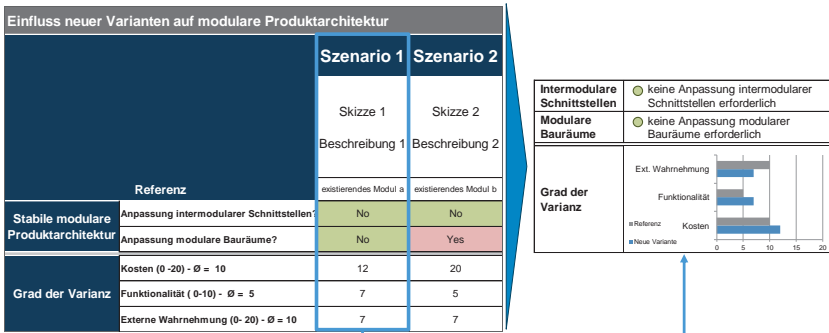 Einfluss neuer Varianten auf modulare Produktarchitektur
Szenario 1 Szenario 2
Skizze 1 Skizze 2
Beschreibung 1 Beschreibung 2
Referenz existierendes Modul a existierendes Modul b
Stabile modulare Produktarchitektur
Anpassung intermodularer Schnittstellen? No No
Anpassung modulare Bauräume? No Yes
Grad der Varianz
Kosten (0 -20) - Ø = 10 12 20
Funktionalität ( 0-10) - Ø = 5 7 5
Externe Wahrnehmung (0- 20) - Ø = 10 7 7
Intermodulare Schnittstellen
keine Anpassung intermodularer
Schnittstellen erforderlich
Modulare Bauräume
keine Anpassung modularer
Bauräume erforderlich
Grad der Varianz
Ext. Wahrnehmung
Funktionalität
Kosten
Referenz
Neue Variante
0 5 10 15 20